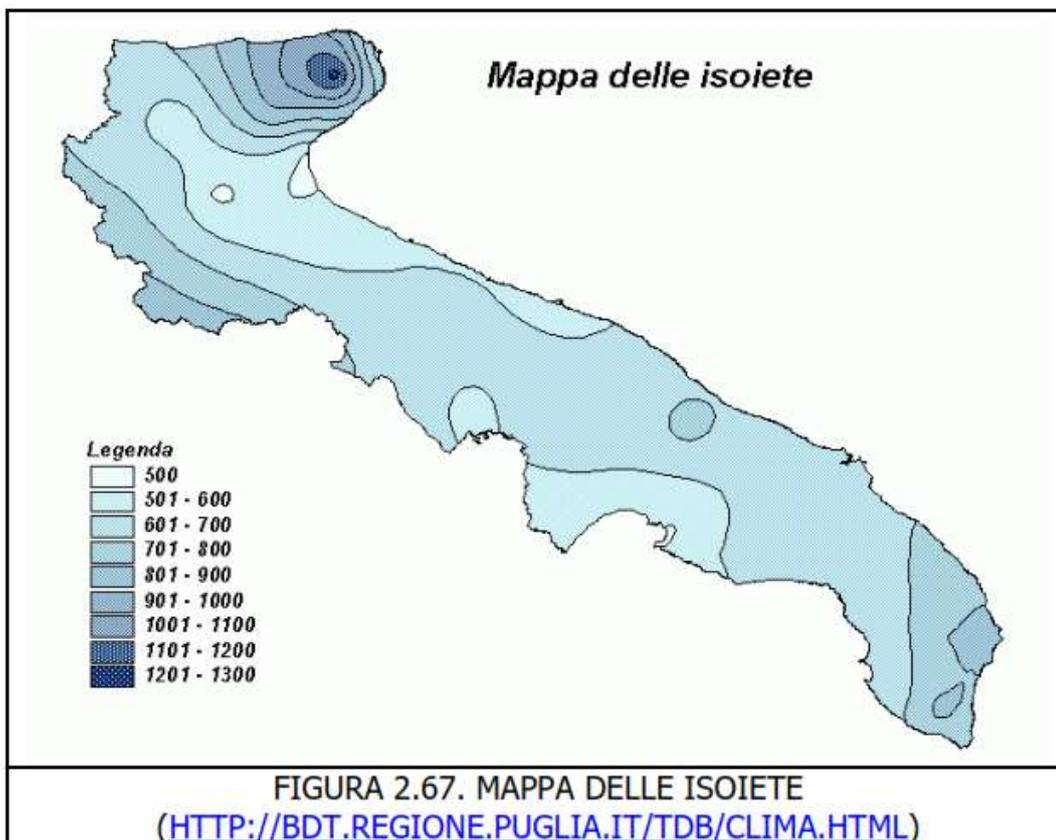 Mappa delle isoiete
Legenda
500
501 - 600
601 - 700
701 - 800
801 - 900
901 - 1000
1001 - 1100
1101 - 1200
1201 - 1300
FIGURA 2.67. MAPPA DELLE ISOIETE
(HTTP://BDT.REGIONE.PUGLIA.IT/TDB/CLIMA.HTML)